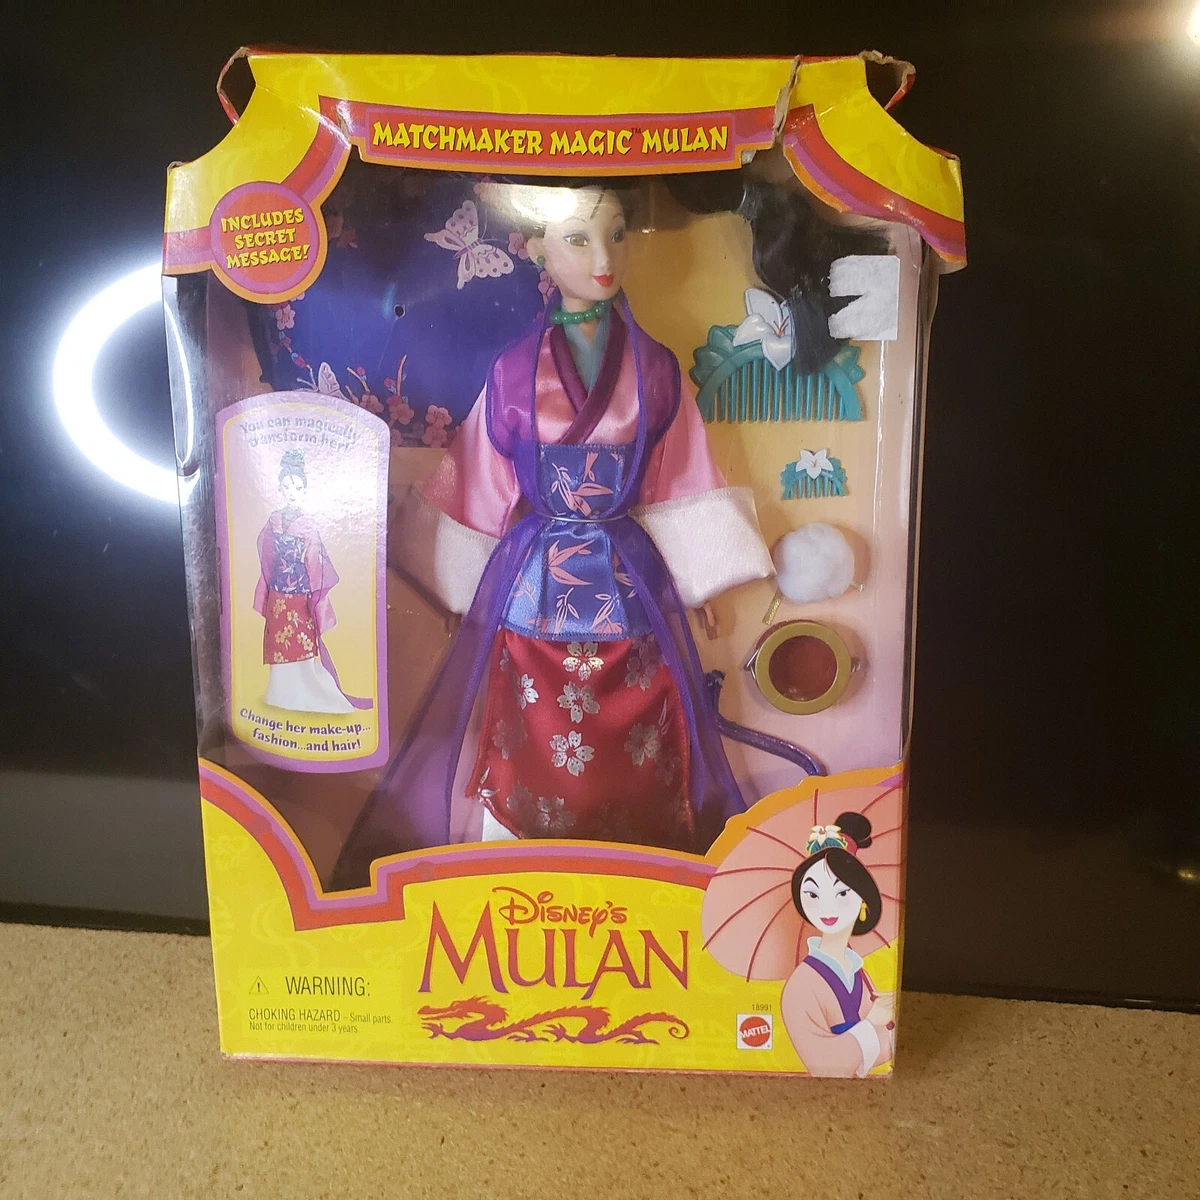 MATCHMAKER MAGIC™ MULAN
INCLUDES
SECRET
MESSAGE!
You can magically
transform her!
Change her make-up...
fashion...and hair!
DISNEY'S
MULAN
⚠ WARNING:
CHOKING HAZARD – Small parts.
Not for children under 3 years.
18991
MATTEL